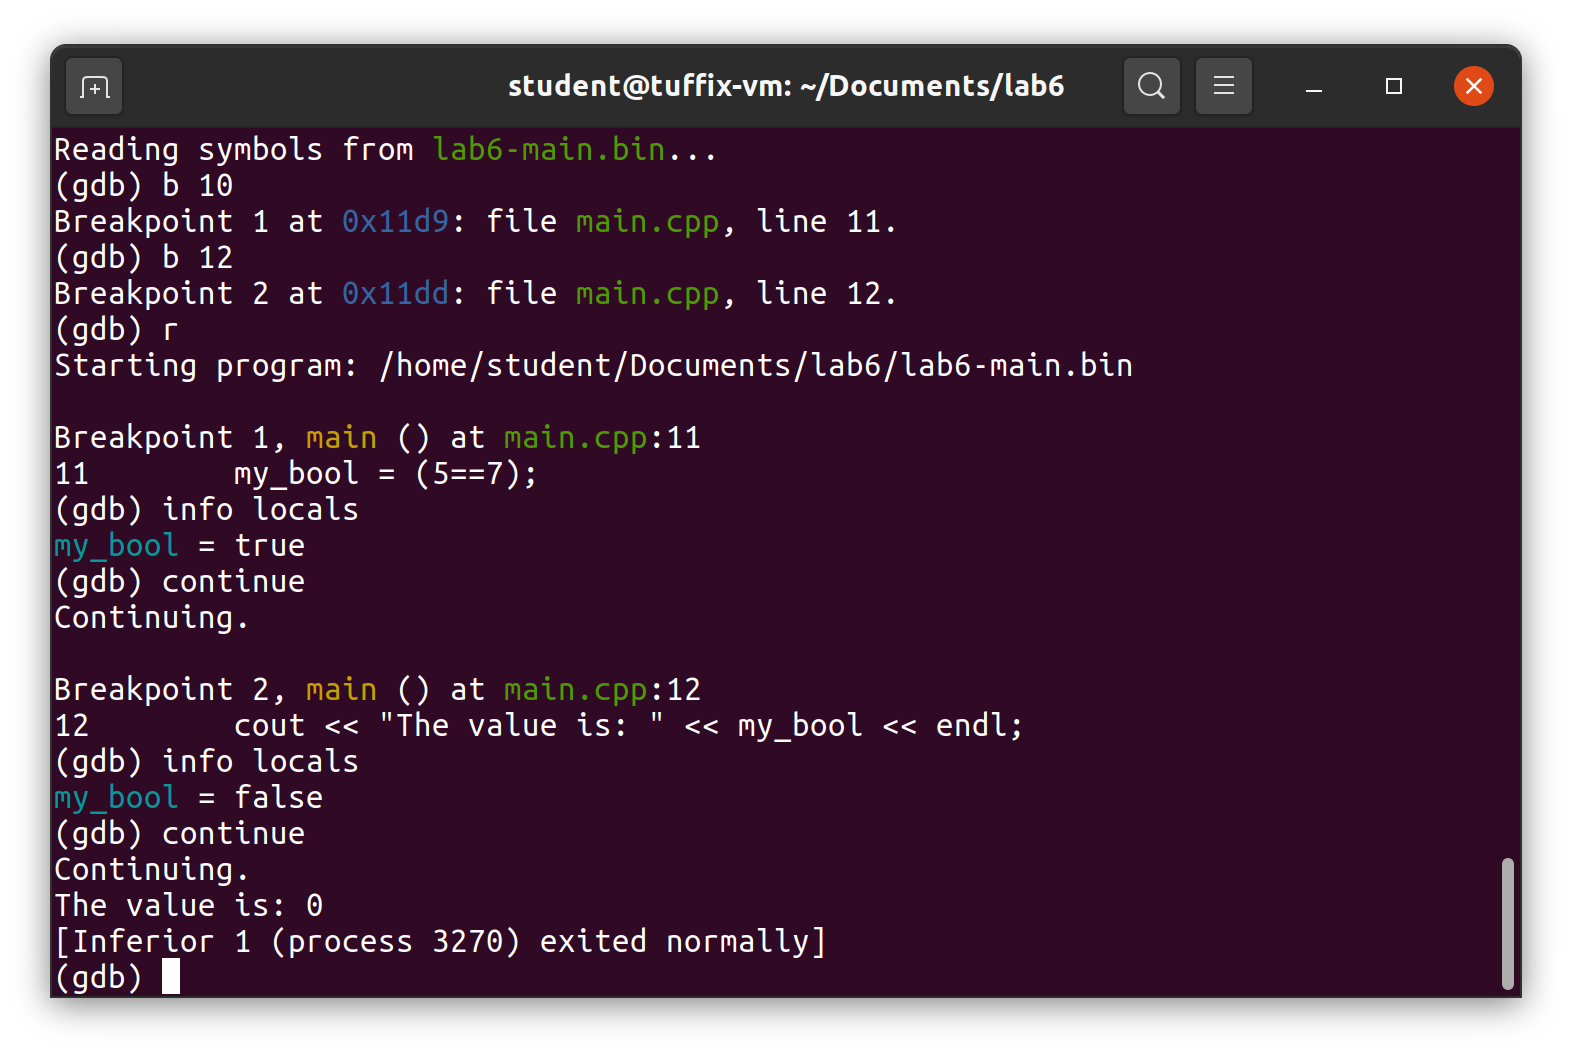 student@tuffix-vm: ~/Documents/lab6
Reading symbols from lab6-main.bin...
(gdb) b 10
Breakpoint 1 at 0x11d9: file main.cpp, line 11.
(gdb) b 12
Breakpoint 2 at 0x11dd: file main.cpp, line 12.
(gdb) r
Starting program: /home/student/Documents/lab6/lab6-main.bin
Breakpoint 1, main () at main.cpp:11
11        my_bool = (5==7);
(gdb) info locals
my_bool = true
(gdb) continue
Continuing.
Breakpoint 2, main () at main.cpp:12
12        cout << "The value is: " << my_bool << endl;
(gdb) info locals
my_bool = false
(gdb) continue
Continuing.
The value is: 0
[Inferior 1 (process 3270) exited normally]
(gdb)